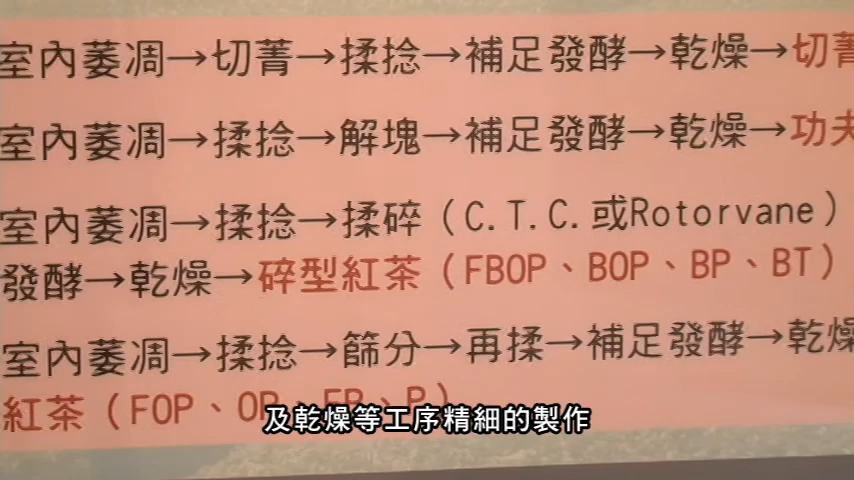 室內萎凋→切菁→揉捻→補足發酵→乾燥→切菁
室內萎凋→揉捻→解塊→補足發酵→乾燥→功夫
室內萎凋→揉捻→揉碎（C.T.C.或Rotorvane）
發酵→乾燥→碎型紅茶（FBOP、BOP、BP、BT）
室內萎凋→揉捻→篩分→再揉→補足發酵→乾燥
紅茶（FOP、OP、FP、P）
及乾燥等工序精細的製作